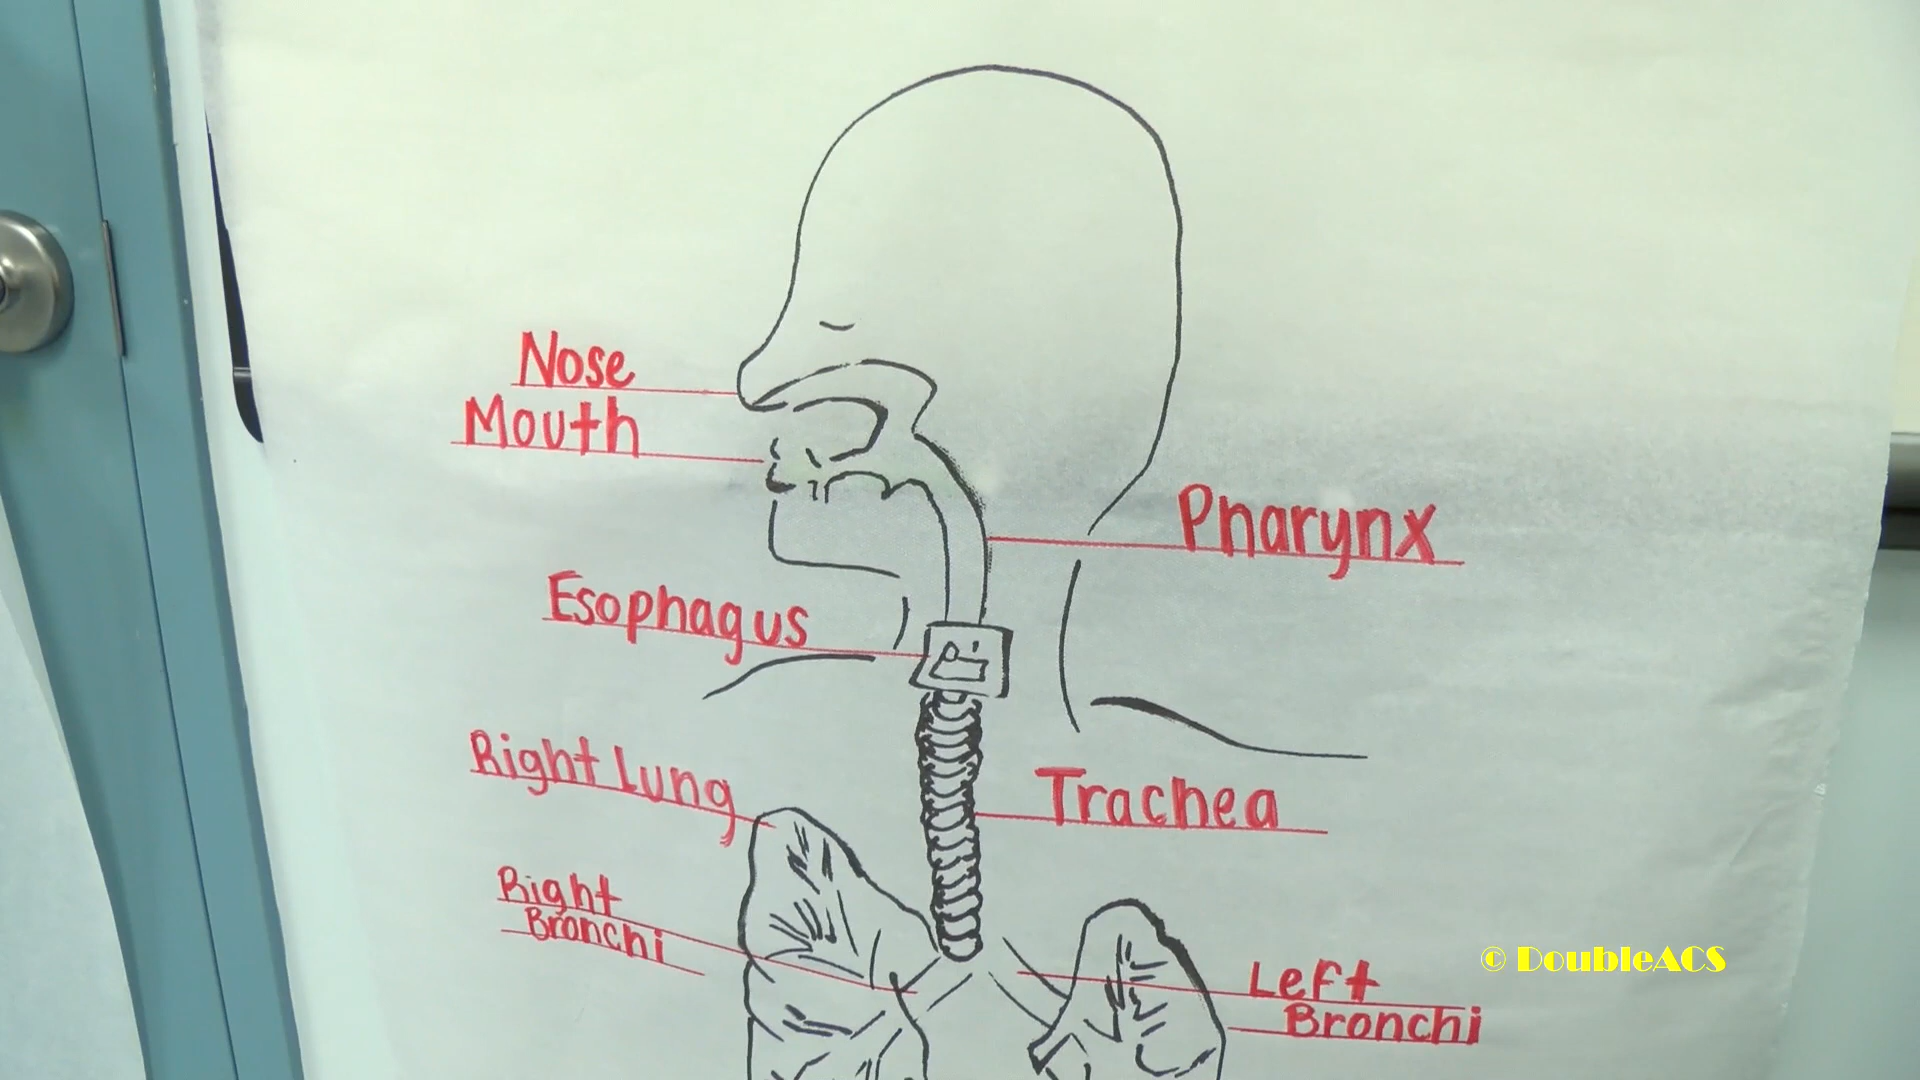 Nose
Mouth
Pharynx
Esophagus
Right Lung
Trachea
Right
Bronchi
Left
Bronchi
© DoubleACS